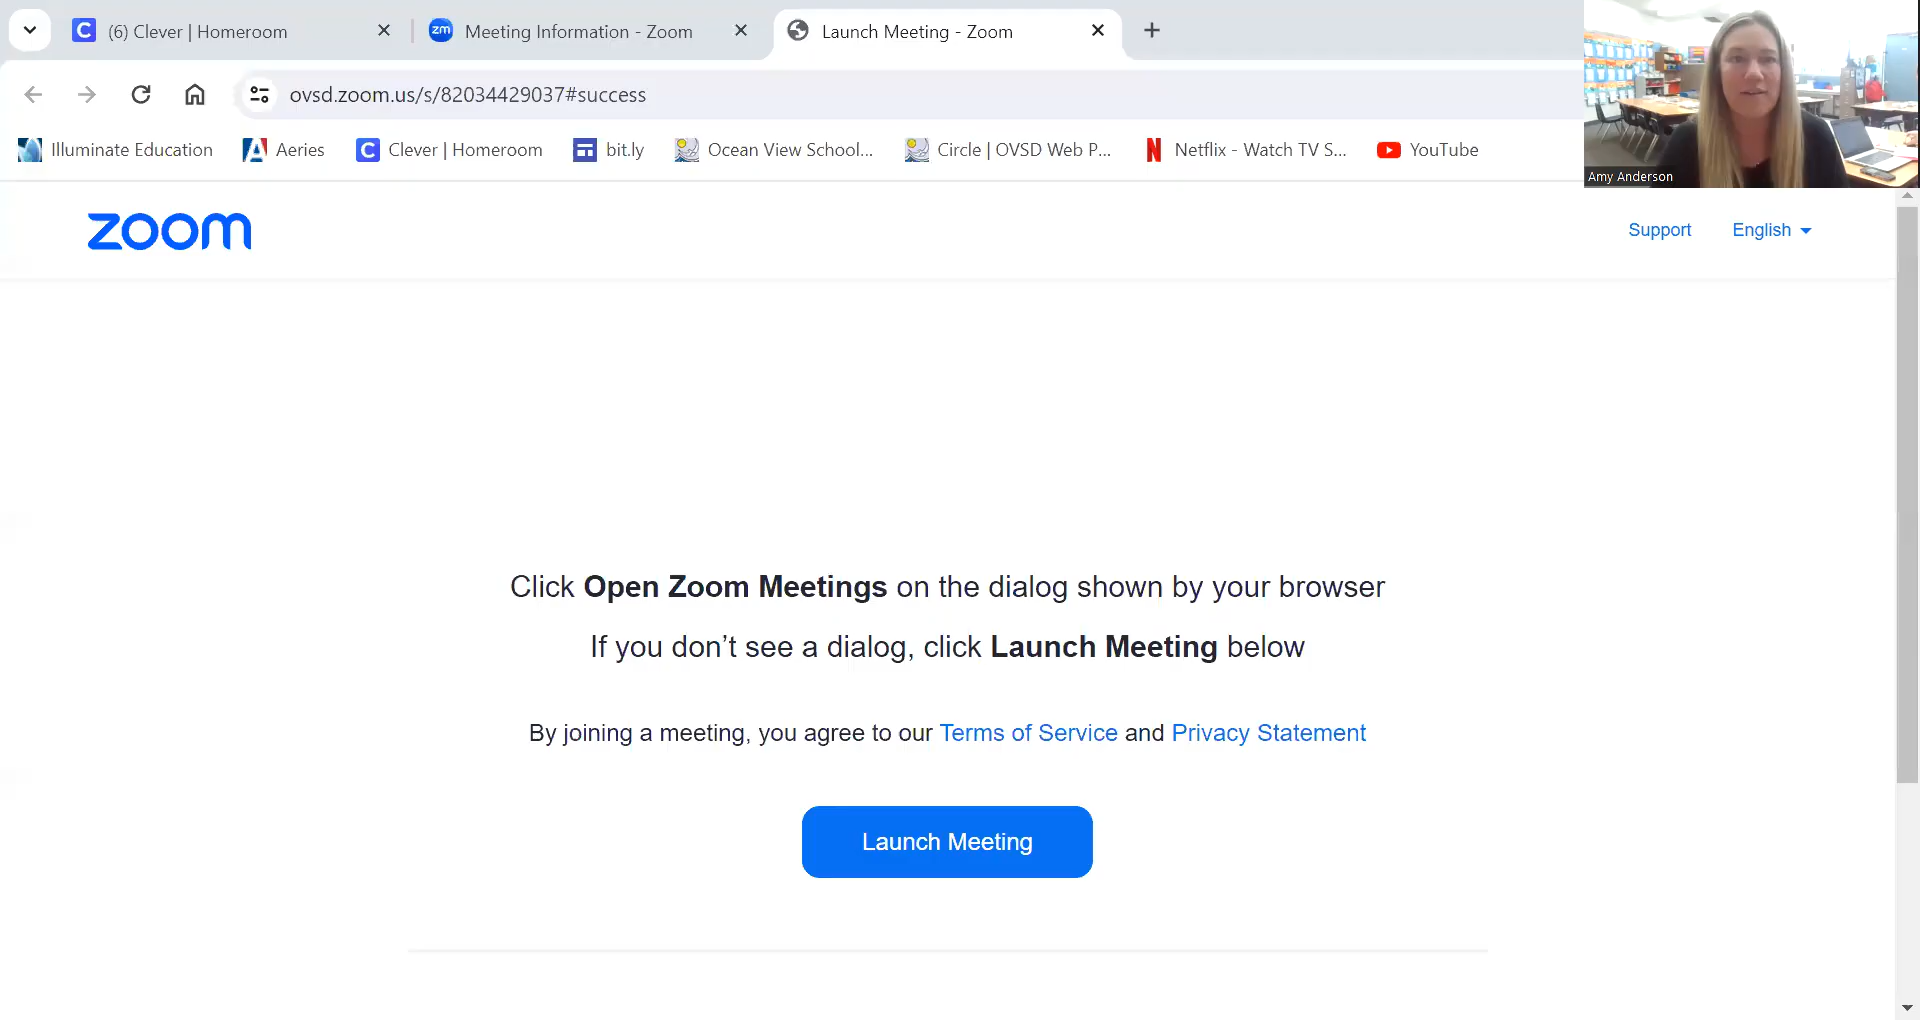 (6) Clever | Homeroom
zm Meeting Information - Zoom
Launch Meeting - Zoom
ovsd.zoom.us/s/82034429037#success
Illuminate Education
Aeries
C Clever | Homeroom
bit.ly
Ocean View School...
Circle | OVSD Web P...
N Netflix - Watch TV S...
YouTube
Amy Anderson
zoom
Support
English
Click Open Zoom Meetings on the dialog shown by your browser
If you don’t see a dialog, click Launch Meeting below
By joining a meeting, you agree to our Terms of Service and Privacy Statement
Launch Meeting